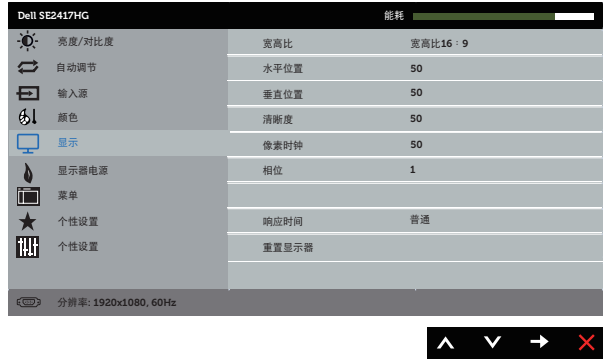 Dell SE2417HG 能耗
亮度/对比度 宽高比 宽高比16：9
自动调节 水平位置 50
输入源 垂直位置 50
颜色 清晰度 50
显示 像素时钟 50
显示器电源 相位 1
菜单
个性设置 响应时间 普通
个性设置 重置显示器
分辨率: 1920x1080, 60Hz